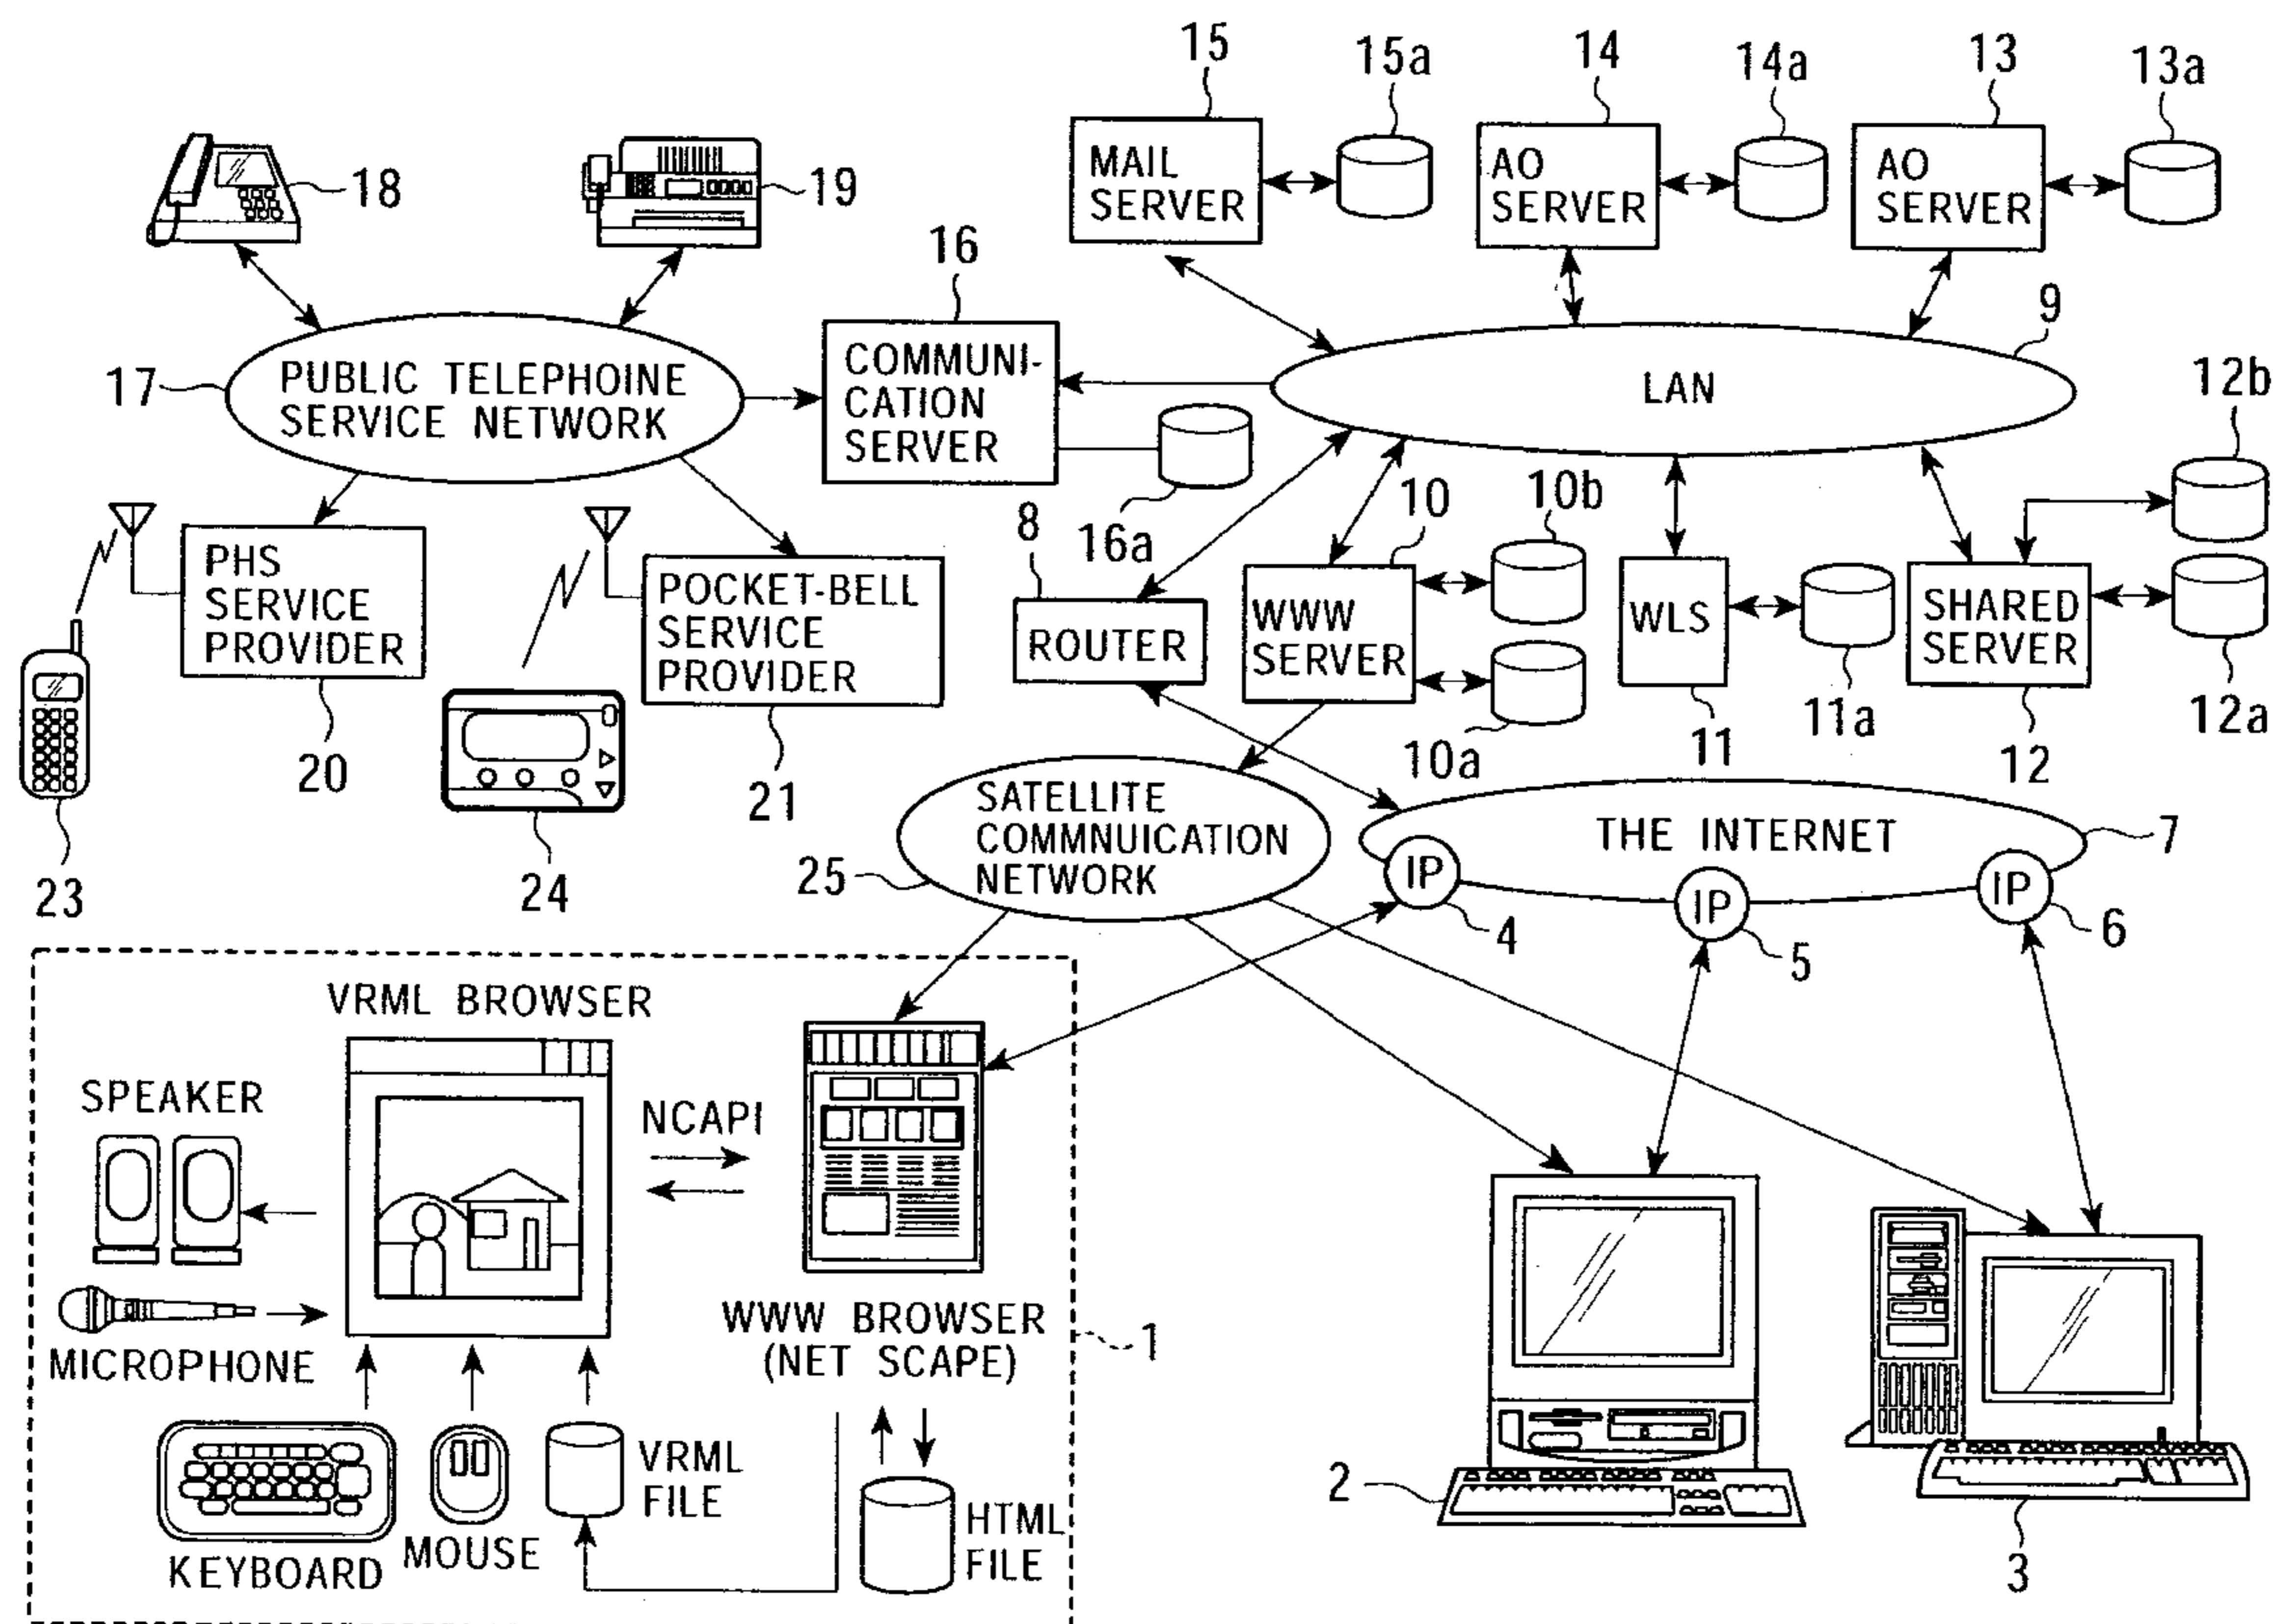 15
15a
14
14a
13
13a
MAIL
SERVER
AO
SERVER
AO
SERVER
18
19
16
9
17
PUBLIC TELEPHOINE
SERVICE NETWORK
COMMUNI-
CATION
SERVER
LAN
12b
16a
8
10
10b
PHS
SERVICE
PROVIDER
POCKET-BELL
SERVICE
PROVIDER
ROUTER
WWW
SERVER
WLS
SHARED
SERVER
20
21
10a
11
11a
12
12a
23
24
SATELLITE
COMMNUICATION
NETWORK
25
THE INTERNET
7
IP
IP
IP
4
5
6
VRML BROWSER
SPEAKER
NCAPI
MICROPHONE
WWW BROWSER
(NET SCAPE)
1
KEYBOARD
MOUSE
VRML
FILE
HTML
FILE
2
3